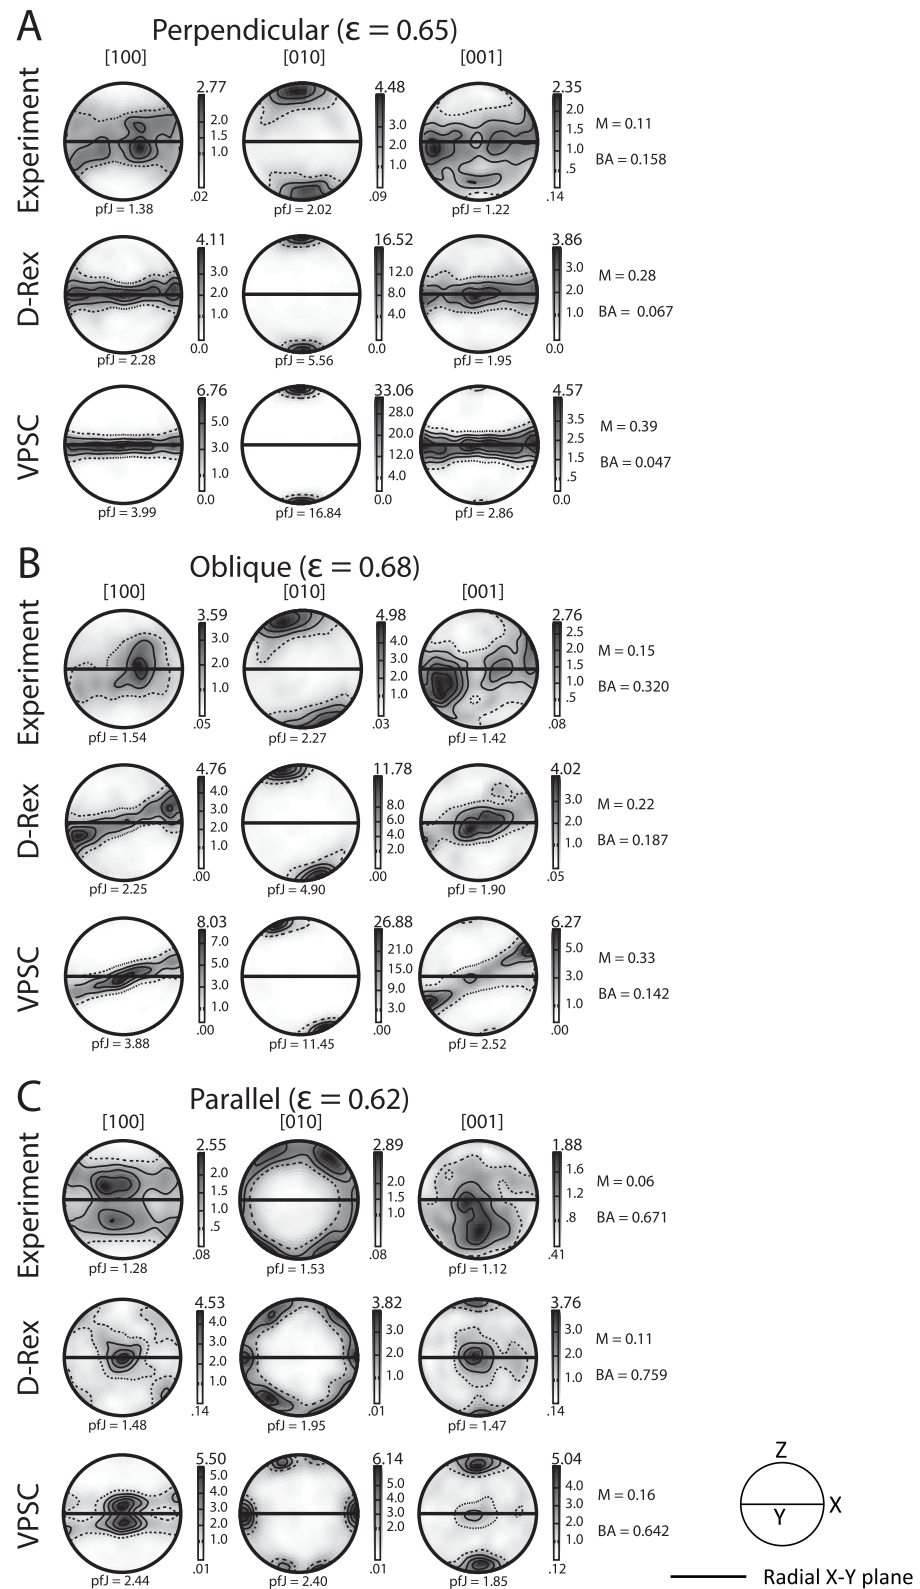 A
Perpendicular (ε = 0.65)
[100] [010] [001]
Experiment
2.77 2.0 1.5 1.0 .02
pfJ = 1.38
4.48 3.0 2.0 1.0 .09
pfJ = 2.02
2.35 2.0 1.5 1.0 .5 .14
pfJ = 1.22
M = 0.11
BA = 0.158
D-Rex
4.11 3.0 2.0 1.0 0.0
pfJ = 2.28
16.52 12.0 8.0 4.0 0.0
pfJ = 5.56
3.86 3.0 2.0 1.0 0.0
pfJ = 1.95
M = 0.28
BA = 0.067
VPSC
6.76 5.0 3.0 1.0 0.0
pfJ = 3.99
33.06 28.0 20.0 12.0 4.0 0.0
pfJ = 16.84
4.57 3.5 2.5 1.5 .5 0.0
pfJ = 2.86
M = 0.39
BA = 0.047
B
Oblique (ε = 0.68)
[100] [010] [001]
Experiment
3.59 3.0 2.0 1.0 .05
pfJ = 1.54
4.98 4.0 3.0 2.0 1.0 .03
pfJ = 2.27
2.76 2.5 2.0 1.5 1.0 .5 .08
pfJ = 1.42
M = 0.15
BA = 0.320
D-Rex
4.76 4.0 3.0 2.0 1.0 .00
pfJ = 2.25
11.78 8.0 6.0 4.0 2.0 .00
pfJ = 4.90
4.02 3.0 2.0 1.0 .05
pfJ = 1.90
M = 0.22
BA = 0.187
VPSC
8.03 7.0 5.0 3.0 1.0 .00
pfJ = 3.88
26.88 21.0 15.0 9.0 3.0 .00
pfJ = 11.45
6.27 5.0 3.0 1.0 .00
pfJ = 2.52
M = 0.33
BA = 0.142
C
Parallel (ε = 0.62)
[100] [010] [001]
Experiment
2.55 2.0 1.5 1.0 .5 .08
pfJ = 1.28
2.89 2.0 1.5 1.0 .08
pfJ = 1.53
1.88 1.6 1.2 .8 .41
pfJ = 1.12
M = 0.06
BA = 0.671
D-Rex
4.53 4.0 3.0 2.0 1.0 .14
pfJ = 1.48
3.82 3.0 2.0 1.0 .01
pfJ = 1.95
3.76 3.0 2.0 1.0 .14
pfJ = 1.47
M = 0.11
BA = 0.759
VPSC
5.50 5.0 4.0 3.0 2.0 1.0 .01
pfJ = 2.44
6.14 5.0 4.0 3.0 2.0 .01
pfJ = 2.40
5.04 4.0 3.0 2.0 1.0 .12
pfJ = 1.85
M = 0.16
BA = 0.642
Z
X
Y
Radial X-Y plane